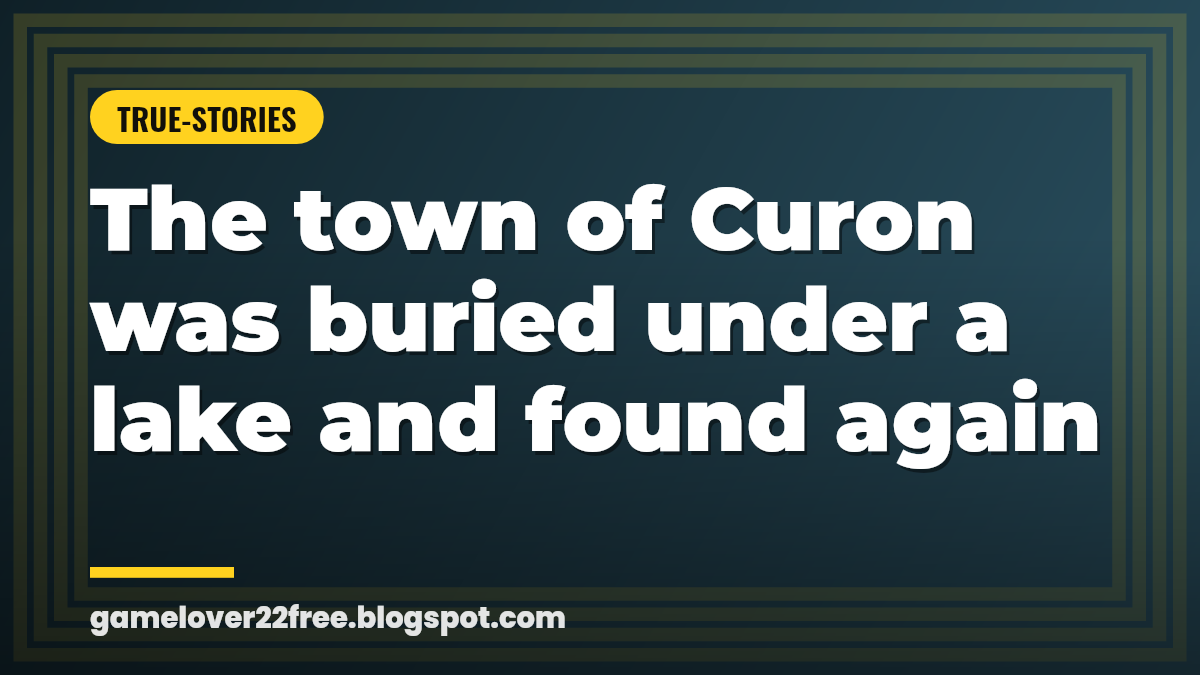 TRUE-STORIES
The town of Curon
was buried under a
lake and found again
gamelover22free.blogspot.com